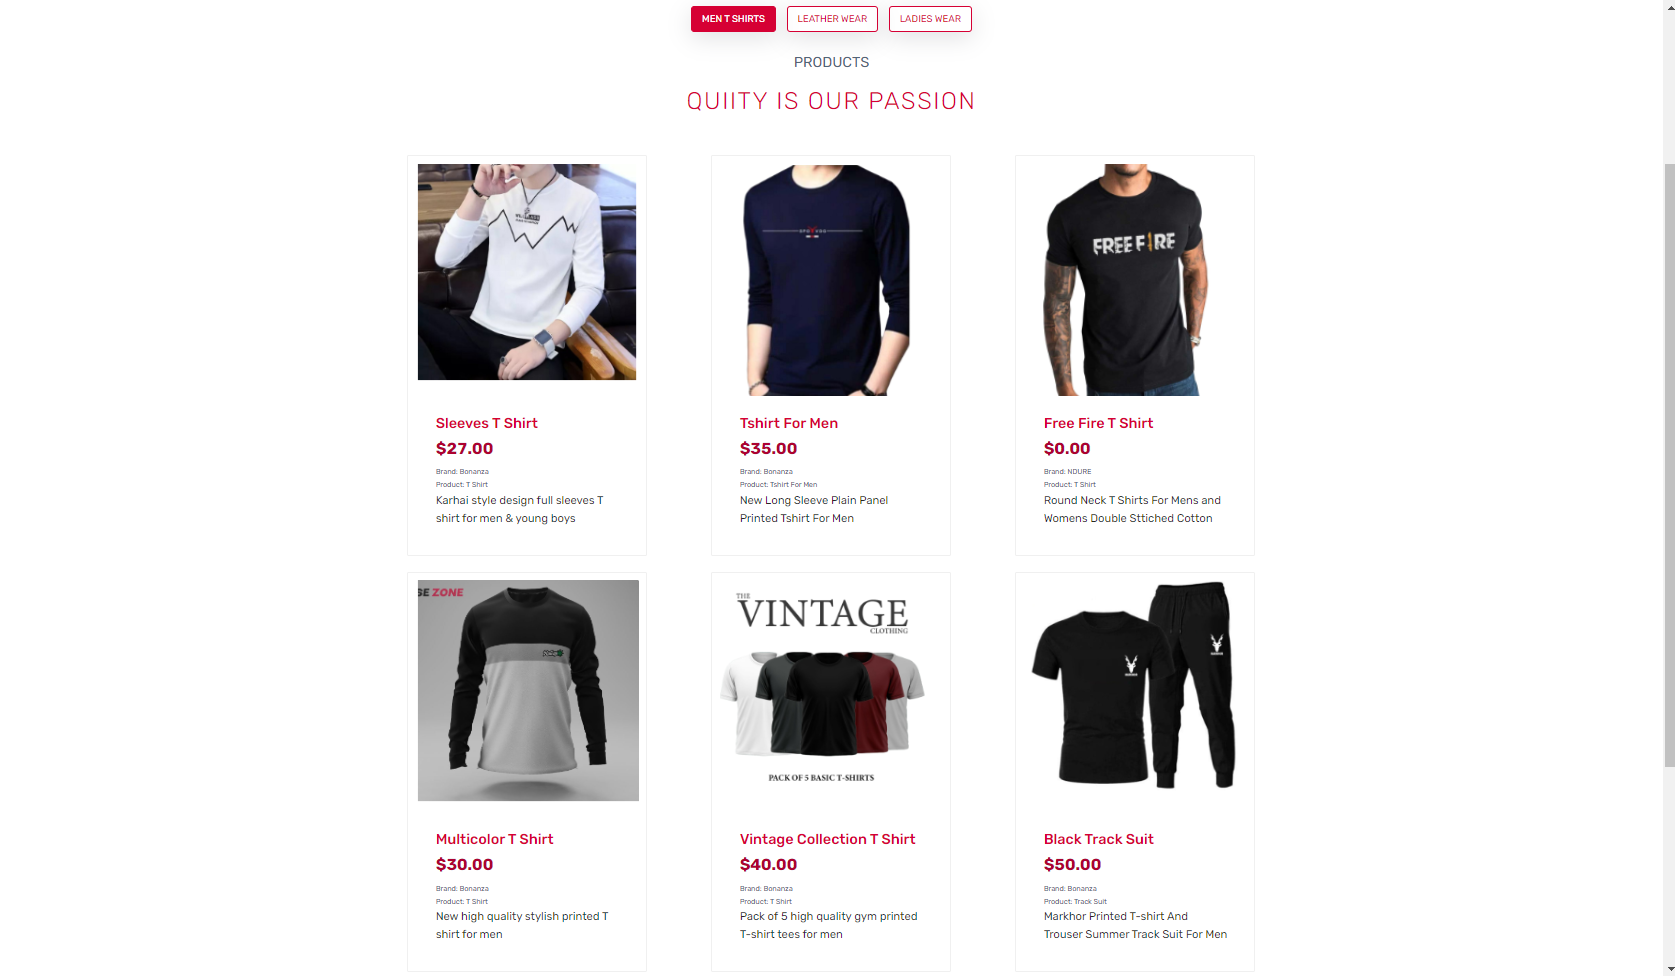 MEN T SHIRTS LEATHER WEAR LADIES WEAR
PRODUCTS
QUIITY IS OUR PASSION
FREE FIRE
Sleeves T Shirt
$27.00
Brand: Bonanza
Product: T Shirt
Karhai style design full sleeves T
shirt for men & young boys
Tshirt For Men
$35.00
Brand: Bonanza
Product: Tshirt For Men
New Long Sleeve Plain Panel
Printed Tshirt For Men
Free Fire T Shirt
$0.00
Brand: NDURE
Product: T Shirt
Round Neck T Shirts For Mens and
Womens Double Sttiched Cotton
SE ZONE
Multicolor T Shirt
$30.00
Brand: Bonanza
Product: T Shirt
New high quality stylish printed T
shirt for men
THE
VINTAGE
CLOTHING
PACK OF 5 BASIC T-SHIRTS
Vintage Collection T Shirt
$40.00
Brand: Bonanza
Product: T Shirt
Pack of 5 high quality gym printed
T-shirt tees for men
Black Track Suit
$50.00
Brand: Bonanza
Product: Track Suit
Markhor Printed T-shirt And
Trouser Summer Track Suit For Men